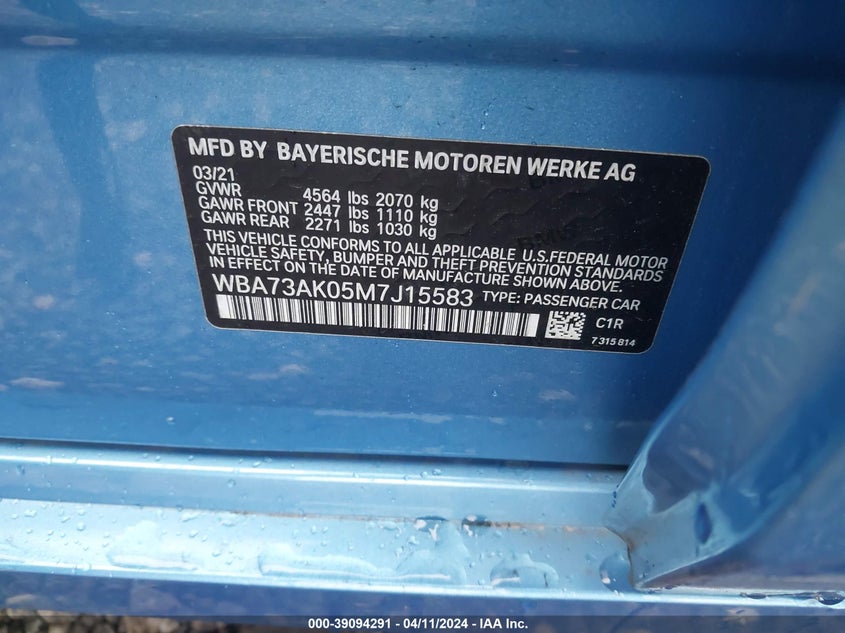 MFD BY BAYERISCHE MOTOREN WERKE AG
03/21
GVWR 4564 lbs 2070 kg
GAWR FRONT 2447 lbs 1110 kg
GAWR REAR 2271 lbs 1030 kg
THIS VEHICLE CONFORMS TO ALL APPLICABLE U.S.FEDERAL MOTOR
VEHICLE SAFETY, BUMPER AND THEFT PREVENTION STANDARDS
IN EFFECT ON THE DATE OF MANUFACTURE SHOWN ABOVE.
WBA73AK05M7J15583 TYPE: PASSENGER CAR
C1R
7 315 814
000-39094291 - 04/11/2024 - IAA Inc.